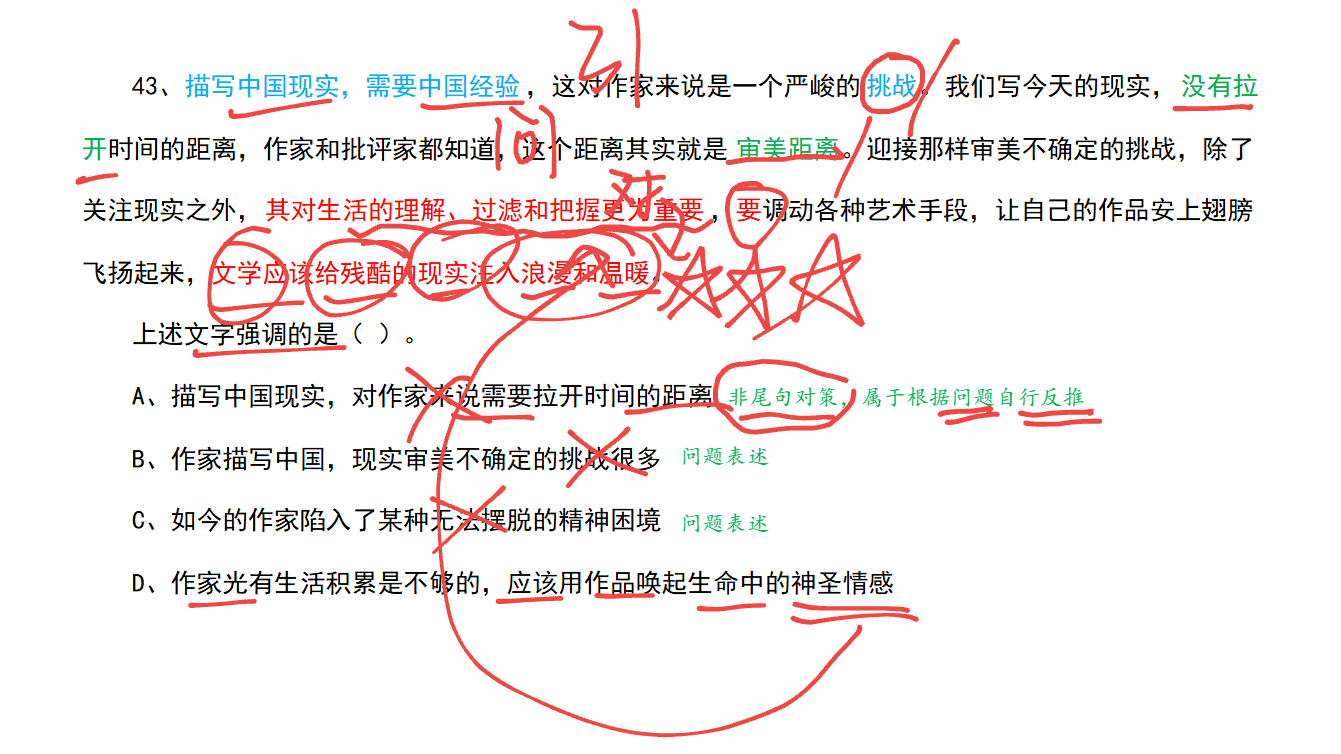 引
43、描写中国现实，需要中国经验，这对作家来说是一个严峻的挑战。我们写今天的现实，没有拉
问
开时间的距离，作家和批评家都知道，这个距离其实就是审美距离。迎接那样审美不确定的挑战，除了
对
关注现实之外，其对生活的理解、过滤和把握更为重要，要调动各种艺术手段，让自己的作品安上翅膀
飞扬起来，文学应该给残酷的现实注入浪漫和温暖。
上述文字强调的是（ ）。
A、描写中国现实，对作家来说需要拉开时间的距离 非尾句对策，属于根据问题自行反推
B、作家描写中国，现实审美不确定的挑战很多 问题表述
C、如今的作家陷入了某种无法摆脱的精神困境 问题表述
D、作家光有生活积累是不够的，应该用作品唤起生命中的神圣情感